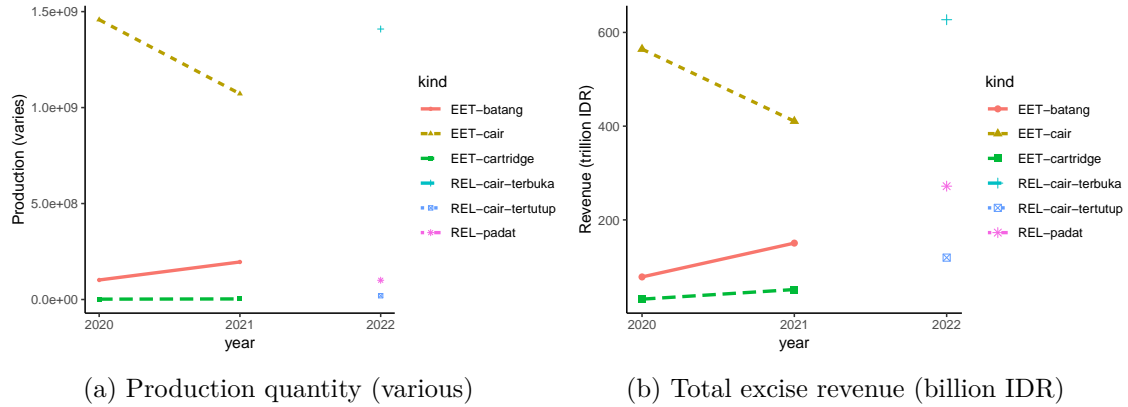 1.5e+09
1.0e+09
5.0e+08
0.0e+00
Production (varies)
2020 2021 2022
year
kind
EET−batang
EET−cair
EET−cartridge
REL−cair−terbuka
REL−cair−tertutup
REL−padat
(a) Production quantity (various)
600
400
200
Revenue (trillion IDR)
2020 2021 2022
year
kind
EET−batang
EET−cair
EET−cartridge
REL−cair−terbuka
REL−cair−tertutup
REL−padat
(b) Total excise revenue (billion IDR)